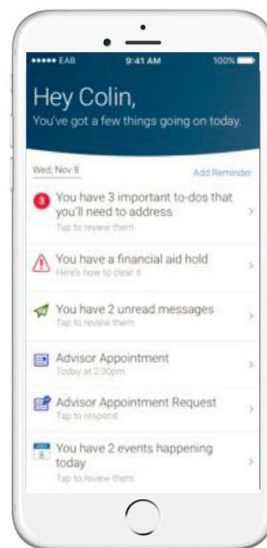 EAB 9:41 AM 100%
Hey Colin,
You've got a few things going on today.
Wed, Nov 8 Add Reminder
3 You have 3 important to-dos that
you'll need to address
Tap to review them
You have a financial aid hold
Here's how to clear it
You have 2 unread messages
Tap to review them
Advisor Appointment
Today at 2:30pm
Advisor Appointment Request
Tap to respond
8 You have 2 events happening
today
Tap to review them